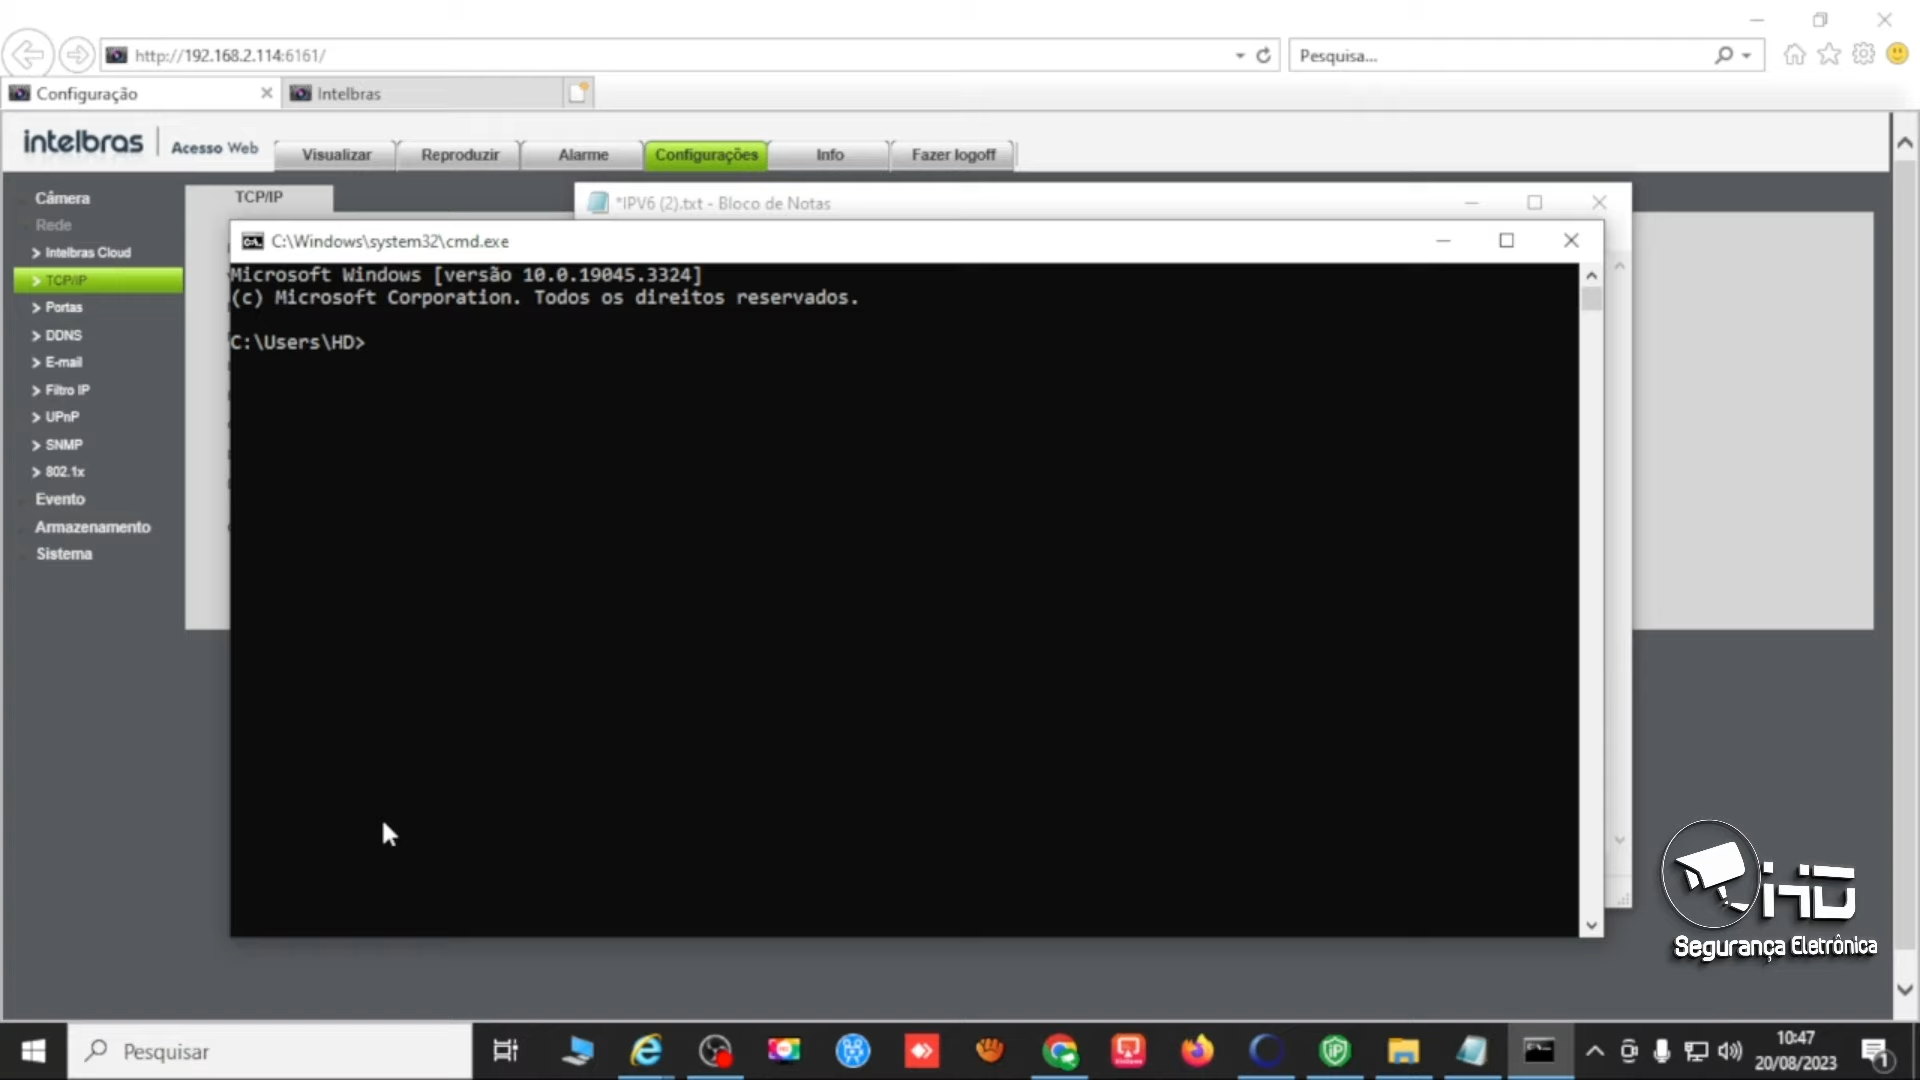 http://192.168.2.114:6161/
Pesquisa...
Configuração
Intelbras
intelbras
Acesso Web
Visualizar
Reproduzir
Alarme
Configurações
Info
Fazer logoff
Câmera
Rede
> Intelbras Cloud
> TCP/IP
> Portas
> DDNS
> E-mail
> Filtro IP
> UPnP
> SNMP
> 802.1x
Evento
Armazenamento
Sistema
TCP/IP
*IPV6 (2).txt - Bloco de Notas
C:\Windows\system32\cmd.exe
Microsoft Windows [versão 10.0.19045.3324]
(c) Microsoft Corporation. Todos os direitos reservados.
C:\Users\HD>
HD
Segurança Eletrônica
Pesquisar
iP
10:47
20/08/2023
1